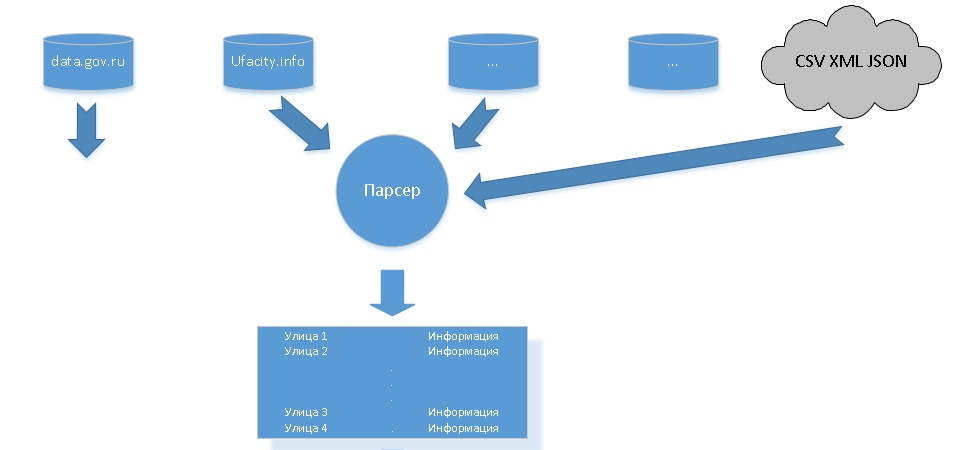 data.gov.ru
Ufacity.info
...
...
CSV XML JSON
Парсер
Улица 1 Информация
Улица 2 Информация
.
.
.
Улица 3 Информация
Улица 4 . Информация